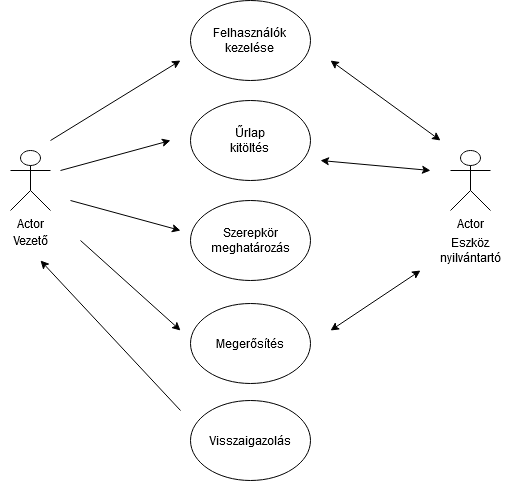 Felhasználók
kezelése
Űrlap
kitöltés
Actor
Vezető
Szerepkör
meghatározás
Actor
Eszköz
nyilvántartó
Megerősítés
Visszaigazolás